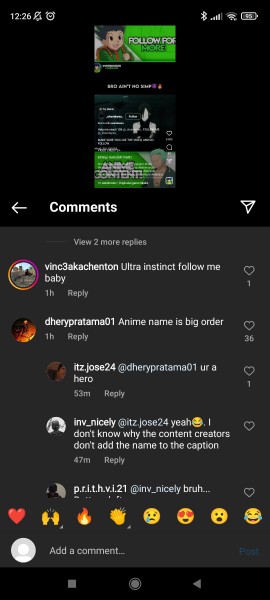 12:26
95
FOLLOW FOR
MORE
BRO AIN'T NO SIMP
Follow
Comments
View 2 more replies
vinc3akachenton Ultra instinct follow me
baby
1h Reply
1
dherypratama01 Anime name is big order
1h Reply
36
itz.jose24 @dherypratama01 ur a
hero
1
53m Reply
inv_nicely @itz.jose24 yeah😂. I
don't know why the content creators
don't add the name to the caption
47m Reply
p.r.i.t.h.v.i.21 @inv_nicely bruh...
Add a comment...
Post